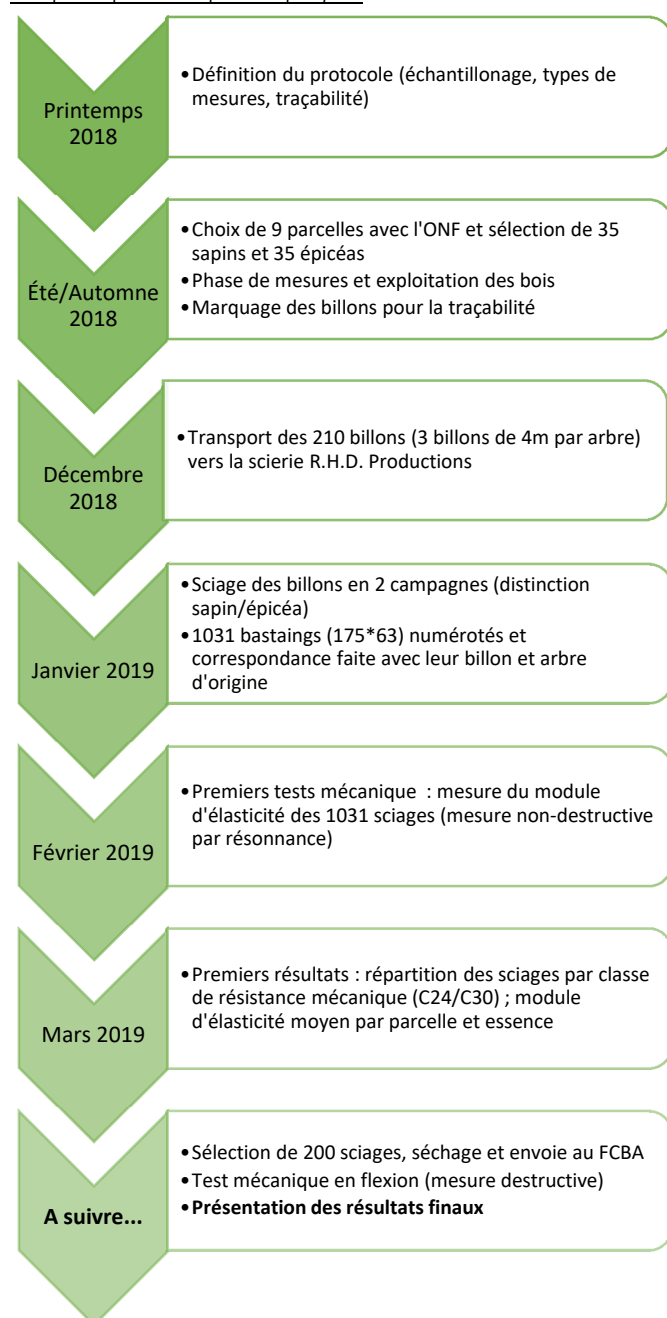 Printemps
2018
•Définition du protocole (échantillonage, types de
mesures, traçabilité)
Été/Automne
2018
•Choix de 9 parcelles avec l'ONF et sélection de 35
sapins et 35 épicéas
•Phase de mesures et exploitation des bois
•Marquage des billons pour la traçabilité
Décembre
2018
•Transport des 210 billons (3 billons de 4m par arbre)
vers la scierie R.H.D. Productions
Janvier 2019
•Sciage des billons en 2 campagnes (distinction
sapin/épicéa)
•1031 bastaings (175*63) numérotés et
correspondance faite avec leur billon et arbre
d'origine
Février 2019
•Premiers tests mécanique : mesure du module
d'élasticité des 1031 sciages (mesure non-destructive
par résonnance)
Mars 2019
•Premiers résultats : répartition des sciages par classe
de résistance mécanique (C24/C30) ; module
d'élasticité moyen par parcelle et essence
A suivre...
•Sélection de 200 sciages, séchage et envoie au FCBA
•Test mécanique en flexion (mesure destructive)
•Présentation des résultats finaux